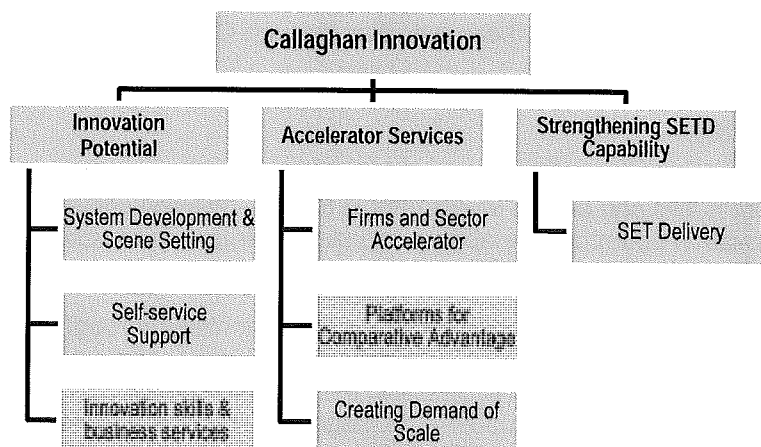 Callaghan Innovation
Innovation
Potential
System Development &
Scene Setting
Self-service
Support
Innovation skills &
business services
Accelerator Services
Firms and Sector
Accelerator
Platforms for
Comparative Advantage
Creating Demand of
Scale
Strengthening SETD
Capability
SET Delivery